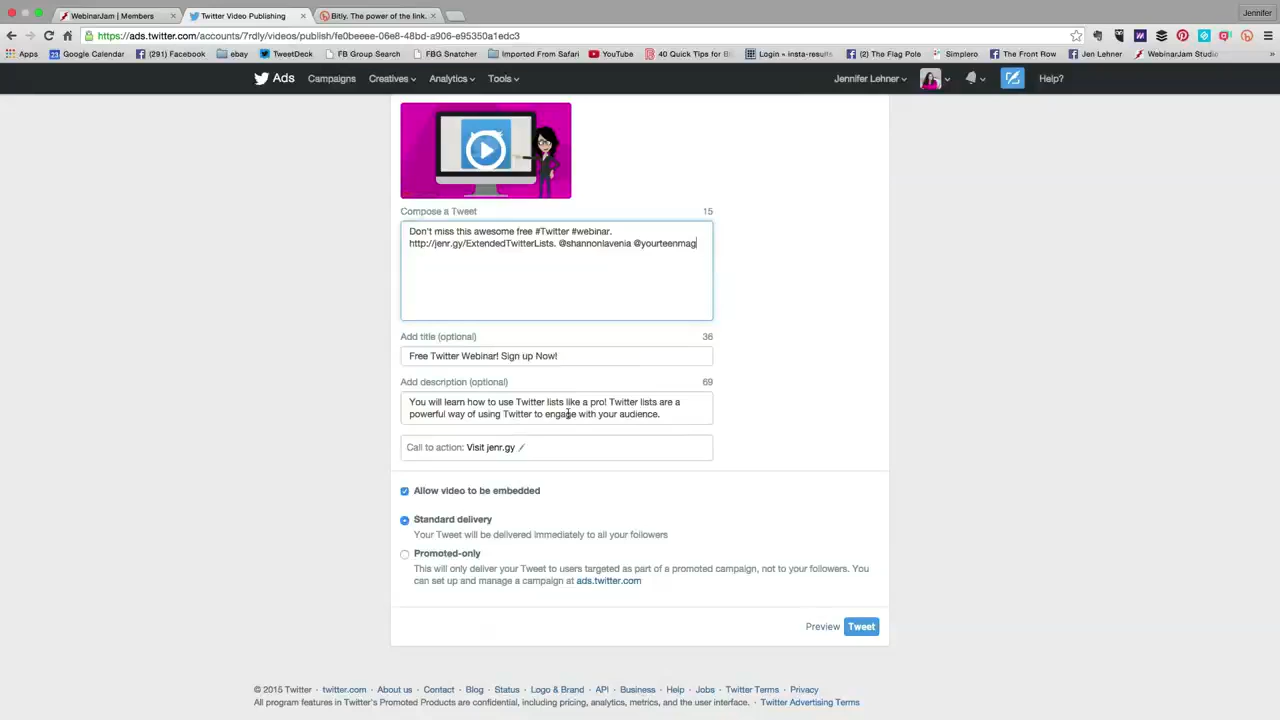 WebinarJam | Members
Twitter Video Publishing
Bitly. The power of the link.
Jennifer
https://ads.twitter.com/accounts/7rdly/videos/publish/fe0beeee-06e8-48bd-a906-e95350a1edc3
Apps
Google Calendar
(291) Facebook
ebay
TweetDeck
FB Group Search
FBG Snatcher
Imported From Safari
YouTube
40 Quick Tips for B
Login ‹ insta-results
(2) The Flag Pole
Simplero
The Front Row
Jen Lehner
WebinarJam Studio
»
Ads
Campaigns
Creatives
Analytics
Tools
Jennifer Lehner
Help?
Compose a Tweet
15
Don't miss this awesome free #Twitter #webinar.
http://jenr.gy/ExtendedTwitterLists. @shannonlavenia @yourteenmag
Add title (optional)
36
Free Twitter Webinar! Sign up Now!
Add description (optional)
69
You will learn how to use Twitter lists like a pro! Twitter lists are a
powerful way of using Twitter to engage with your audience.
Call to action: Visit jenr.gy
Allow video to be embedded
Standard delivery
Your Tweet will be delivered immediately to all your followers
Promoted-only
This will only deliver your Tweet to users targeted as part of a promoted campaign, not to your followers. You
can set up and manage a campaign at ads.twitter.com
Preview
Tweet
© 2015 Twitter · twitter.com · About us · Contact · Blog · Status · Logo & Brand · API · Business · Help · Jobs · Twitter Terms · Privacy
All program features in Twitter's Promoted Products are confidential, including pricing, analytics, metrics, and the user interface. · Twitter Advertising Terms